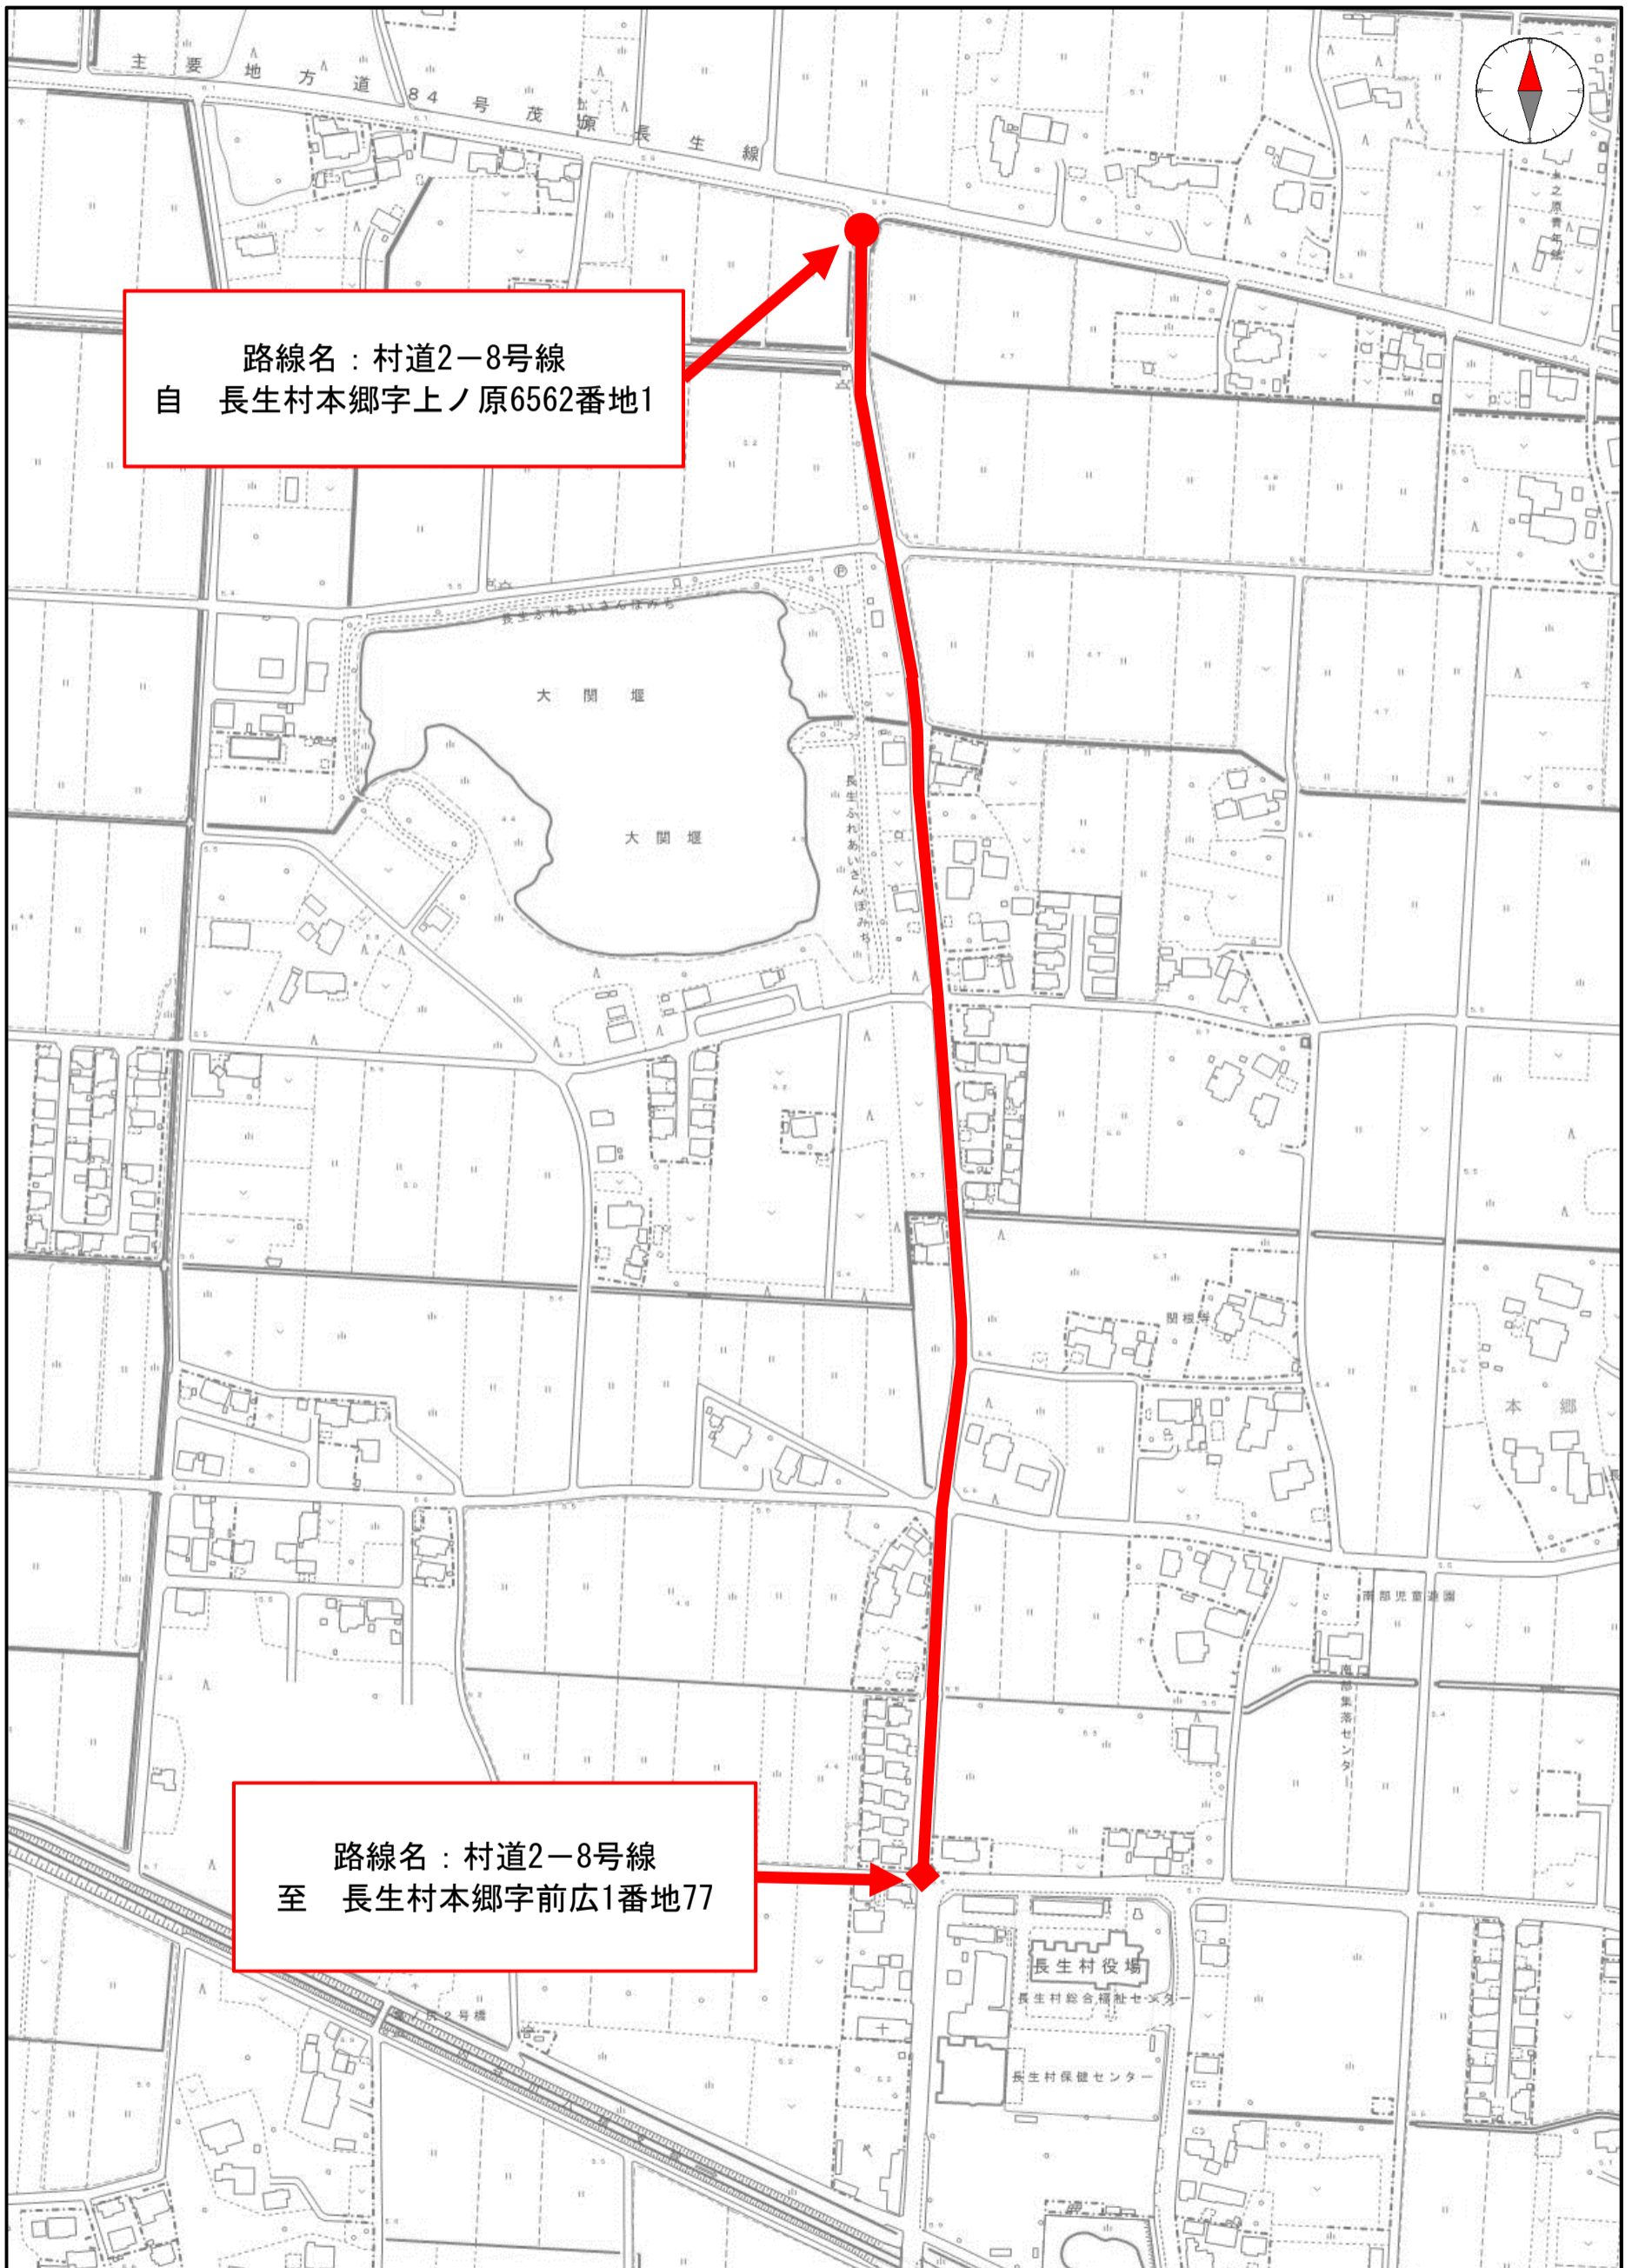 主要地方道84号茂原長生線
路線名：村道2－8号線
自　長生村本郷字上ノ原6562番地1
長生ふれあいさんぽみち
大関堰
大関堰
長生ふれあいさんぽみち
関根寺
本郷
南部児童遊園
南部集落センター
路線名：村道2－8号線
至　長生村本郷字前広1番地77
長生村役場
長生村総合福祉センター
長生村保健センター